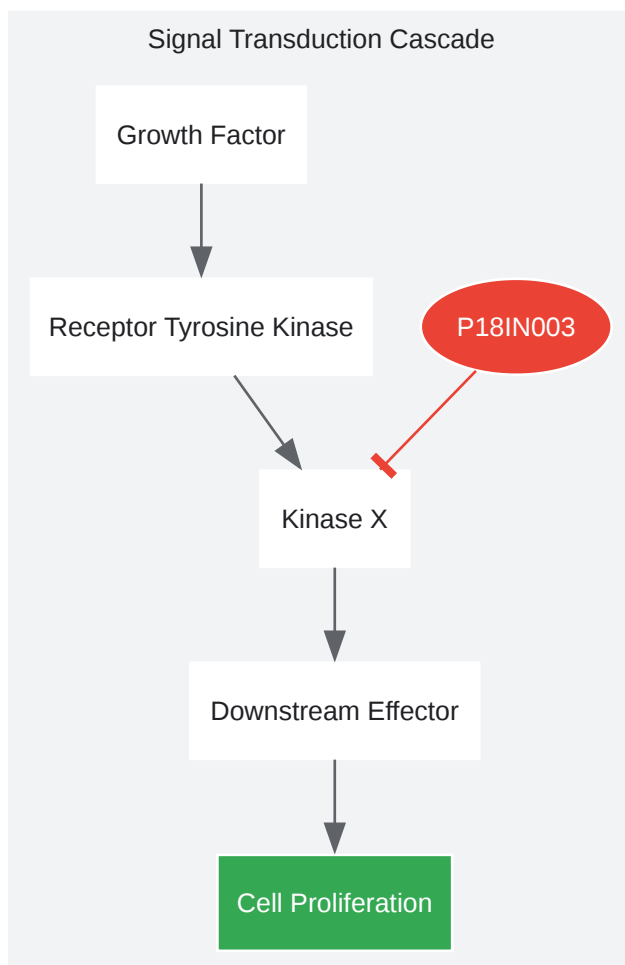 Signal Transduction Cascade
Growth Factor
Receptor Tyrosine Kinase
P18IN003
Kinase X
Downstream Effector
Cell Proliferation